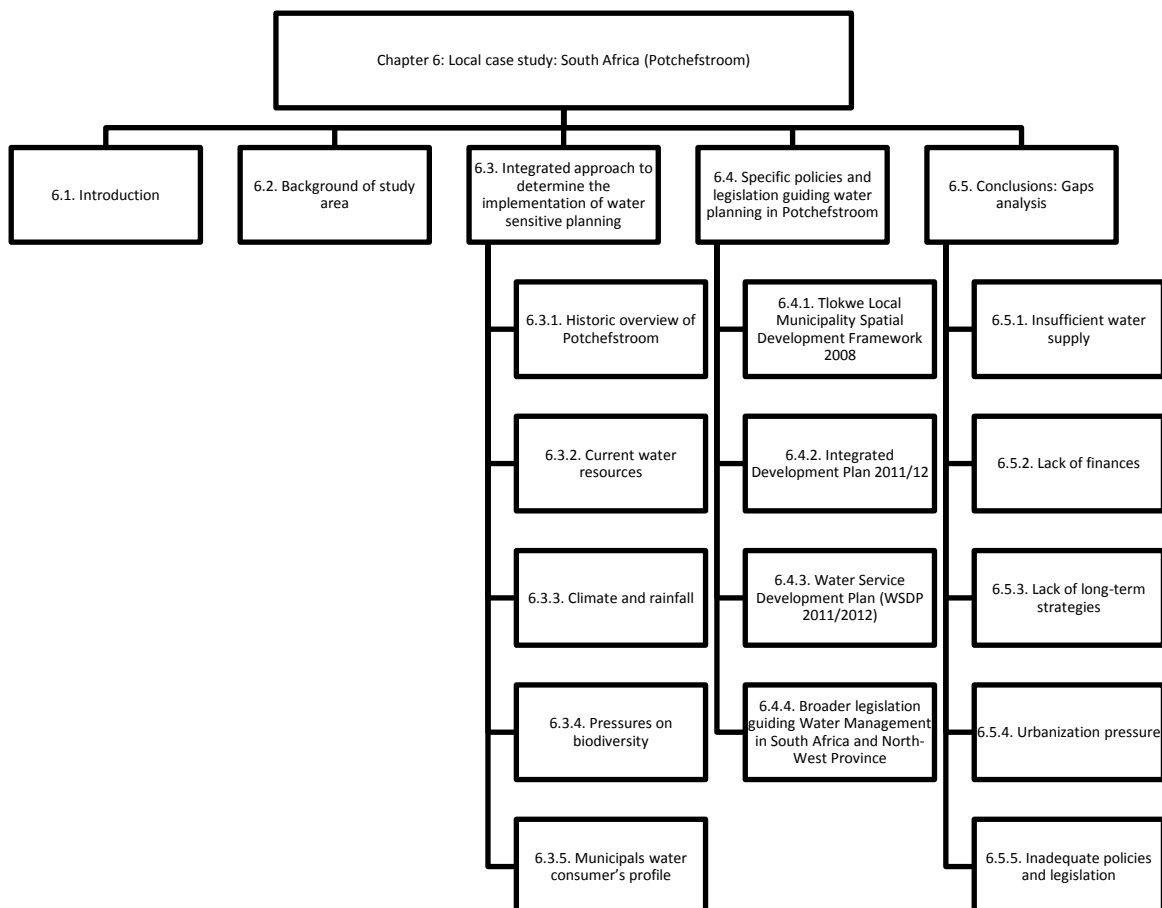 Chapter 6: Local case study: South Africa (Potchefstroom)
6.1. Introduction
6.2. Background of study
area
6.3. Integrated approach to
determine the
implementation of water
sensitive planning
6.4. Specific policies and
legislation guiding water
planning in Potchefstroom
6.5. Conclusions: Gaps
analysis
6.3.1. Historic overview of
Potchefstroom
6.3.2. Current water
resources
6.3.3. Climate and rainfall
6.3.4. Pressures on
biodiversity
6.3.5. Municipals water
consumer’s profile
6.4.1. Tlokwe Local
Municipality Spatial
Development Framework
2008
6.4.2. Integrated
Development Plan 2011/12
6.4.3. Water Service
Development Plan (WSDP
2011/2012)
6.4.4. Broader legislation
guiding Water Management
in South Africa and North-
West Province
6.5.1. Insufficient water
supply
6.5.2. Lack of finances
6.5.3. Lack of long-term
strategies
6.5.4. Urbanization pressure
6.5.5. Inadequate policies
and legislation